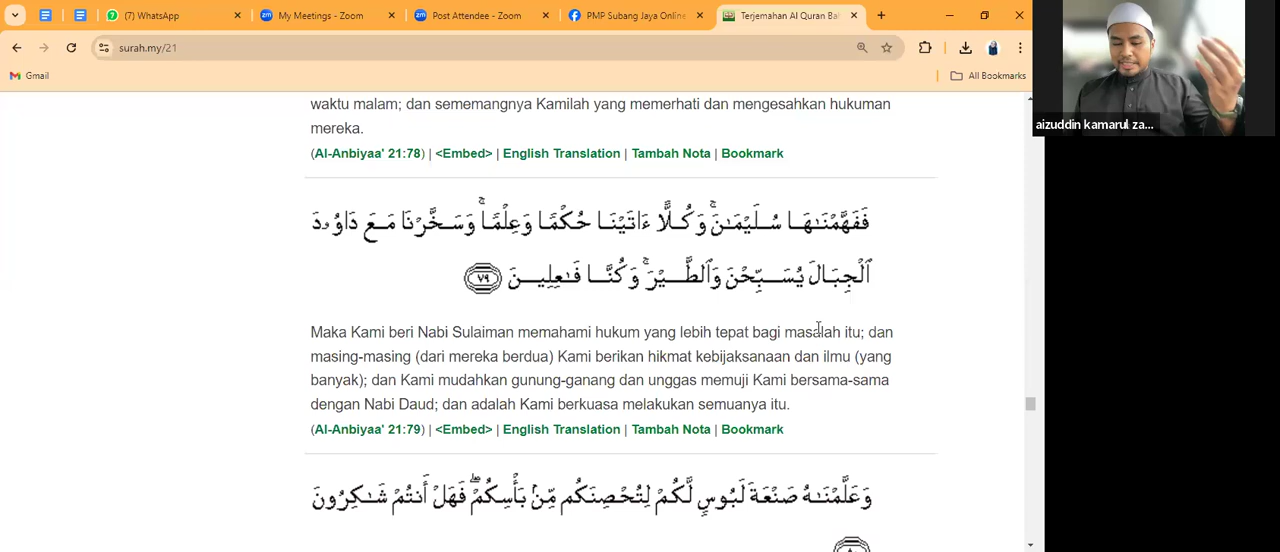 (7) WhatsApp
My Meetings - Zoom
Post Attendee - Zoom
PMP Subang Jaya Online
Terjemahan Al Quran Bah
surah.my/21
Gmail
All Bookmarks
aizuddin kamarul za...
waktu malam; dan sememangnya Kamilah yang memerhati dan mengesahkan hukuman
mereka.
(Al-Anbiyaa' 21:78) | <Embed> | English Translation | Tambah Nota | Bookmark
فَفَهَّمْنَـٰهَا سُلَيْمَـٰنَ ۚ وَكُلًّا ءَاتَيْنَا حُكْمًا وَعِلْمًا ۚ وَسَخَّرْنَا مَعَ دَاوُۥدَ
ٱلْجِبَالَ يُسَبِّحْنَ وَٱلطَّيْرَ ۚ وَكُنَّا فَـٰعِلِينَ ٧٩
Maka Kami beri Nabi Sulaiman memahami hukum yang lebih tepat bagi masalah itu; dan
masing-masing (dari mereka berdua) Kami berikan hikmat kebijaksanaan dan ilmu (yang
banyak); dan Kami mudahkan gunung-ganang dan unggas memuji Kami bersama-sama
dengan Nabi Daud; dan adalah Kami berkuasa melakukan semuanya itu.
(Al-Anbiyaa' 21:79) | <Embed> | English Translation | Tambah Nota | Bookmark
وَعَلَّمْنَـٰهُ صَنْعَةَ لَبُوسٍ لَّكُمْ لِتُحْصِنَكُم مِّنۢ بَأْسِكُمْ ۖ فَهَلْ أَنتُمْ شَـٰكِرُونَ